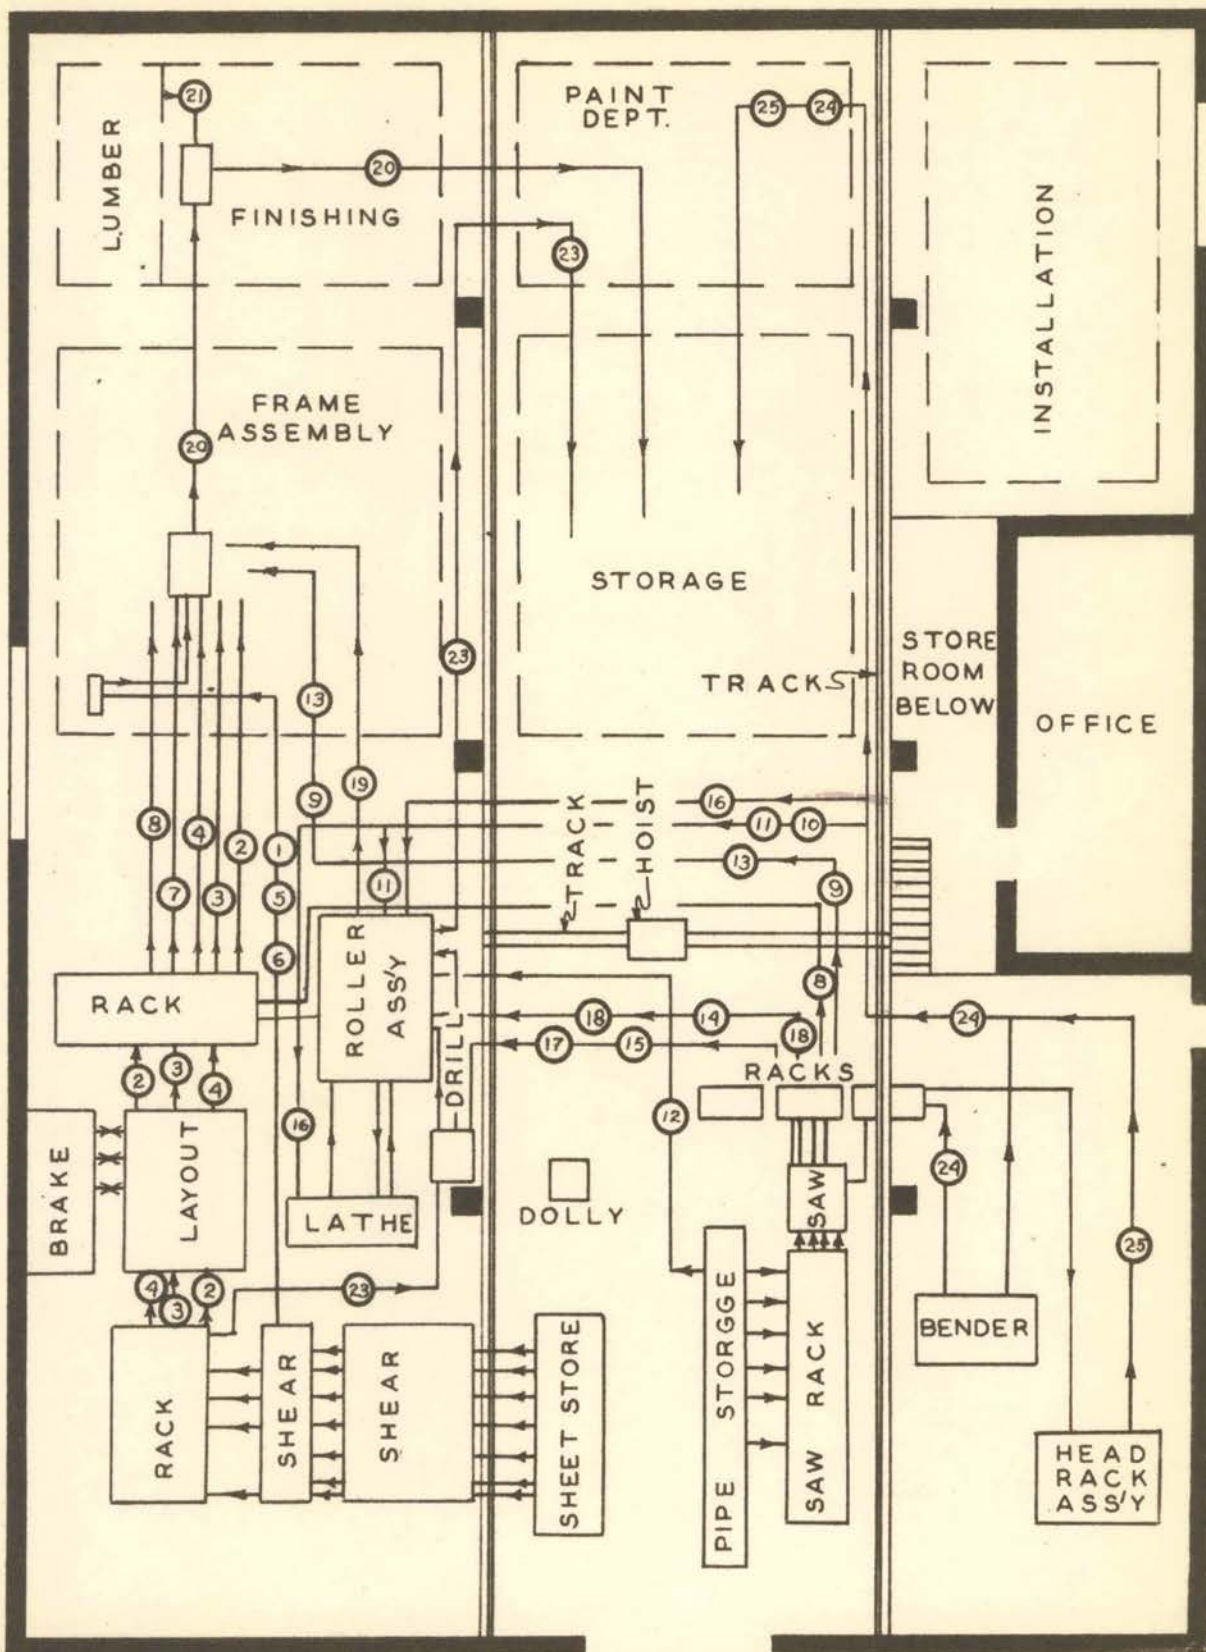 LUMBER
21
20
FINISHING
PAINT
DEPT.
25 24
23
INSTALLATION
FRAME
ASSEMBLY
20
STORAGE
23
TRACKS
STORE
ROOM
BELOW
OFFICE
13
19
9
8
4
2
1
7
3
5
6
11
TRACK
HOIST
16
11 10
13
9
8
RACK
ROLLER
ASS'Y
DRILL
18 14
18
17 15
RACKS
24
2
3
4
16
12
24
BRAKE
LAYOUT
LATHE
DOLLY
SAW
25
4
3
2
23
RACK
SHEAR
SHEAR
SHEET STORE
PIPE STORGGE
SAW RACK
BENDER
HEAD
RACK
ASS'Y